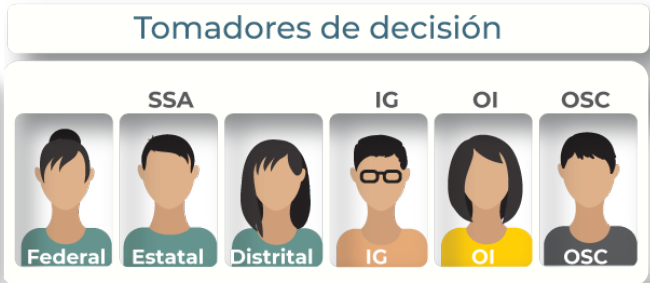 Tomadores de decisión
SSA IG OI OSC
Federal Estatal Distrital IG OI OSC